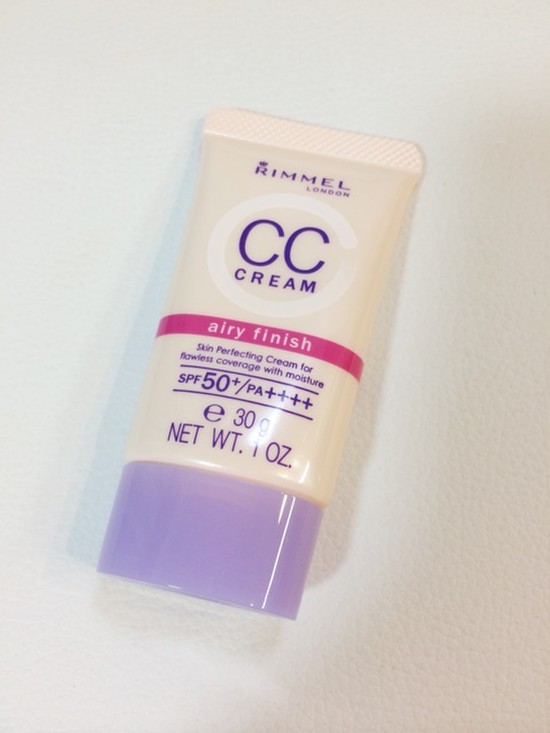 RIMMEL
LONDON
CC
CREAM
airy finish
Skin Perfecting Cream for
flawless coverage with moisture
SPF50+/PA++++
e 30 g
NET WT. 1 OZ.